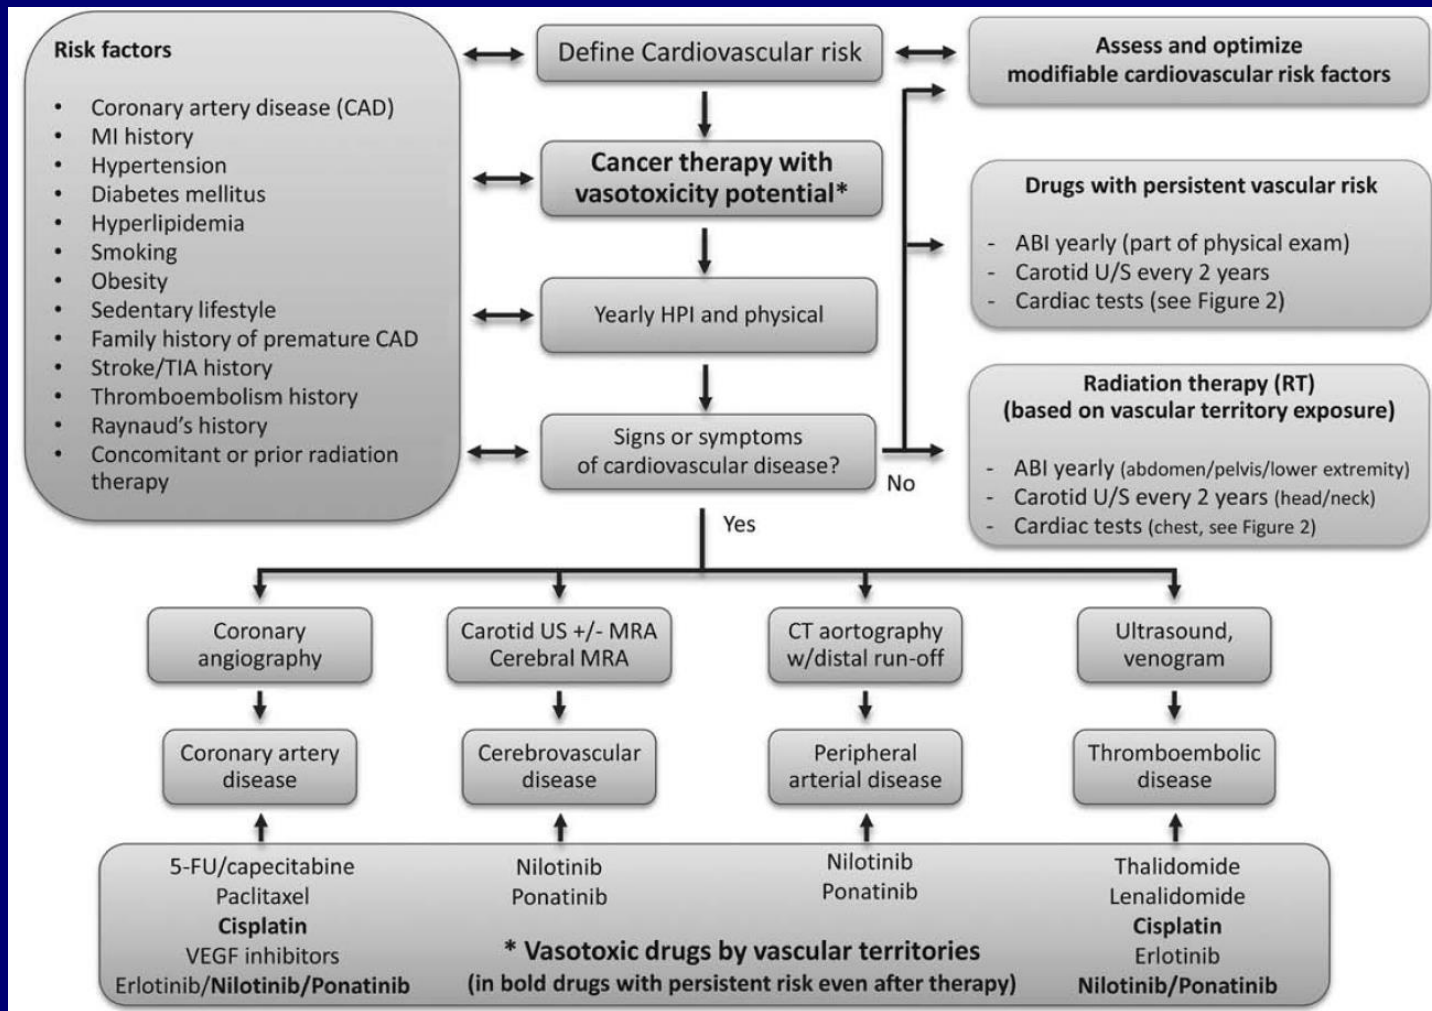 Risk factors
• Coronary artery disease (CAD)
• MI history
• Hypertension
• Diabetes mellitus
• Hyperlipidemia
• Smoking
• Obesity
• Sedentary lifestyle
• Family history of premature CAD
• Stroke/TIA history
• Thromboembolism history
• Raynaud's history
• Concomitant or prior radiation
therapy
Define Cardiovascular risk
Cancer therapy with
vasotoxicity potential*
Yearly HPI and physical
Signs or symptoms
of cardiovascular disease?
No
Yes
Assess and optimize
modifiable cardiovascular risk factors
Drugs with persistent vascular risk
- ABI yearly (part of physical exam)
- Carotid U/S every 2 years
- Cardiac tests (see Figure 2)
Radiation therapy (RT)
(based on vascular territory exposure)
- ABI yearly (abdomen/pelvis/lower extremity)
- Carotid U/S every 2 years (head/neck)
- Cardiac tests (chest, see Figure 2)
Coronary
angiography
Carotid US +/- MRA
Cerebral MRA
CT aortography
w/distal run-off
Ultrasound,
venogram
Coronary artery
disease
Cerebrovascular
disease
Peripheral
arterial disease
Thromboembolic
disease
5-FU/capecitabine
Paclitaxel
Cisplatin
VEGF inhibitors
Erlotinib/Nilotinib/Ponatinib
Nilotinib
Ponatinib
Nilotinib
Ponatinib
* Vasotoxic drugs by vascular territories
(in bold drugs with persistent risk even after therapy)
Thalidomide
Lenalidomide
Cisplatin
Erlotinib
Nilotinib/Ponatinib